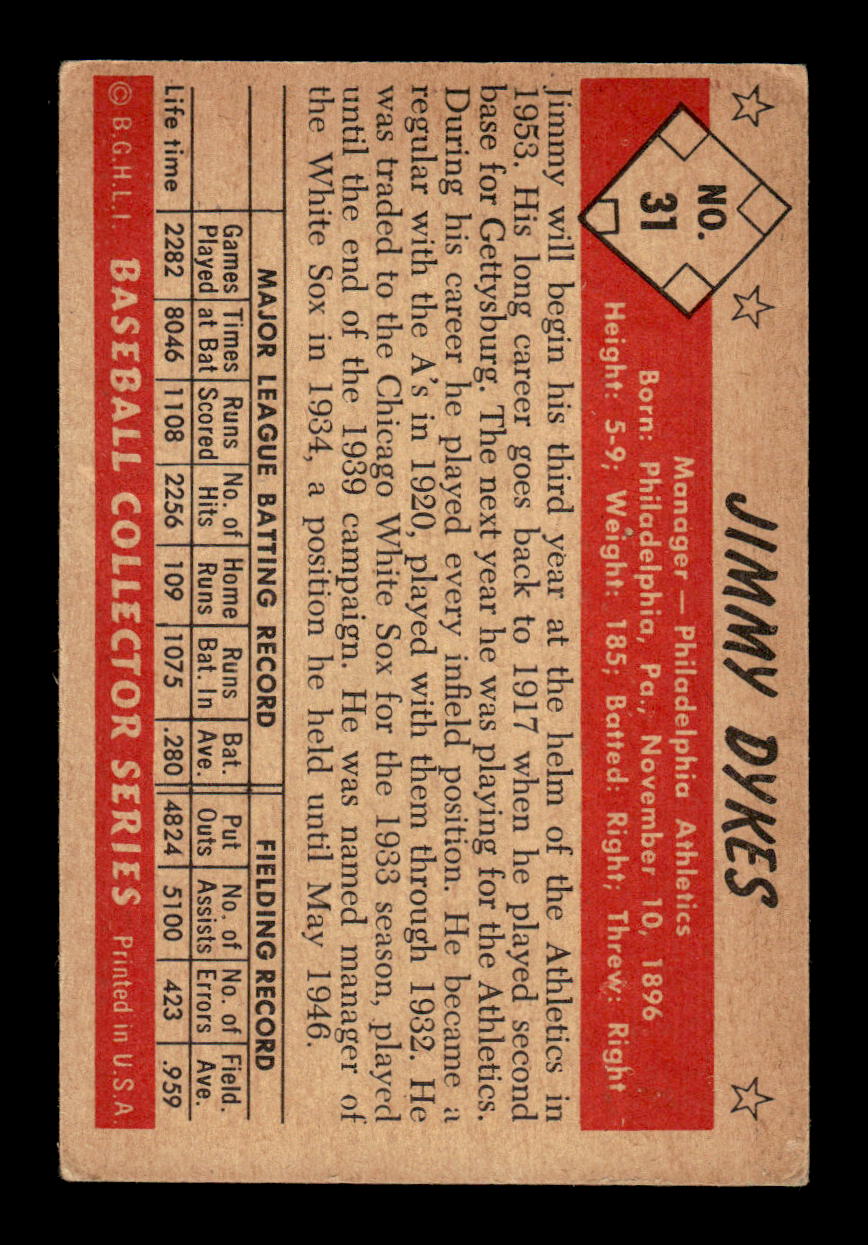 JIMMY DYKES
NO.
31
Manager — Philadelphia Athletics
Born: Philadelphia, Pa., November 10, 1896
Height: 5-9; Weight: 185; Batted: Right; Threw: Right
Jimmy will begin his third year at the helm of the Athletics in
1953. His long career goes back to 1917 when he played second
base for Gettysburg. The next year he was playing for the Athletics.
During his career he played every infield position. He became a
regular with the A's in 1920, played with them through 1932. He
was traded to the Chicago White Sox for the 1933 season, played
until the end of the 1939 campaign. He was named manager of
the White Sox in 1934, a position he held until May 1946.
MAJOR LEAGUE BATTING RECORD FIELDING RECORD
Games Times Runs No. of Home Runs Bat. Put No. of No. of Field.
Played at Bat Scored Hits Runs Bat. In Ave. Outs Assists Errors Ave.
Life time 2282 8046 1108 2256 109 1075 .280 4824 5100 423 .959
© B.G.H.L.I. BASEBALL COLLECTOR SERIES Printed in U.S.A.